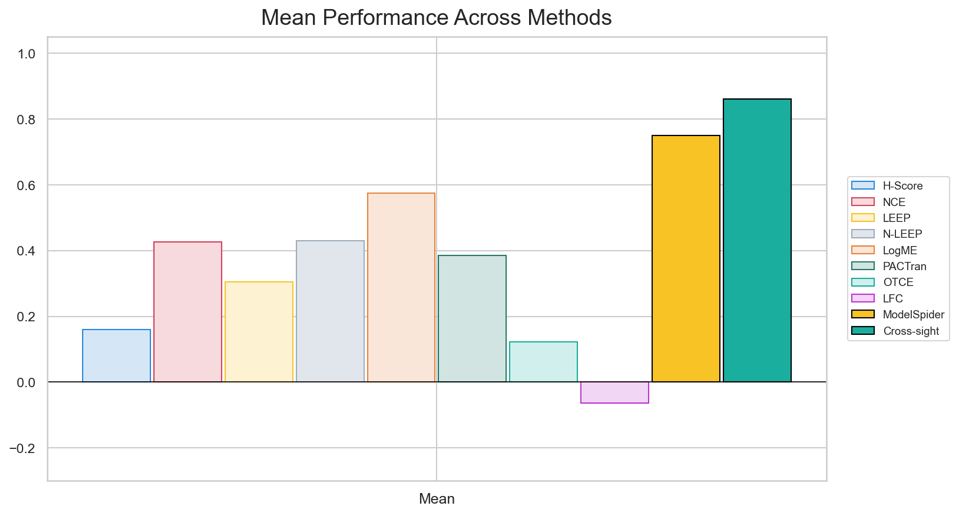 Mean Performance Across Methods
1.0
0.8
0.6
0.4
0.2
0.0
−0.2
Mean
H-Score
NCE
LEEP
N-LEEP
LogME
PACTran
OTCE
LFC
ModelSpider
Cross-sight